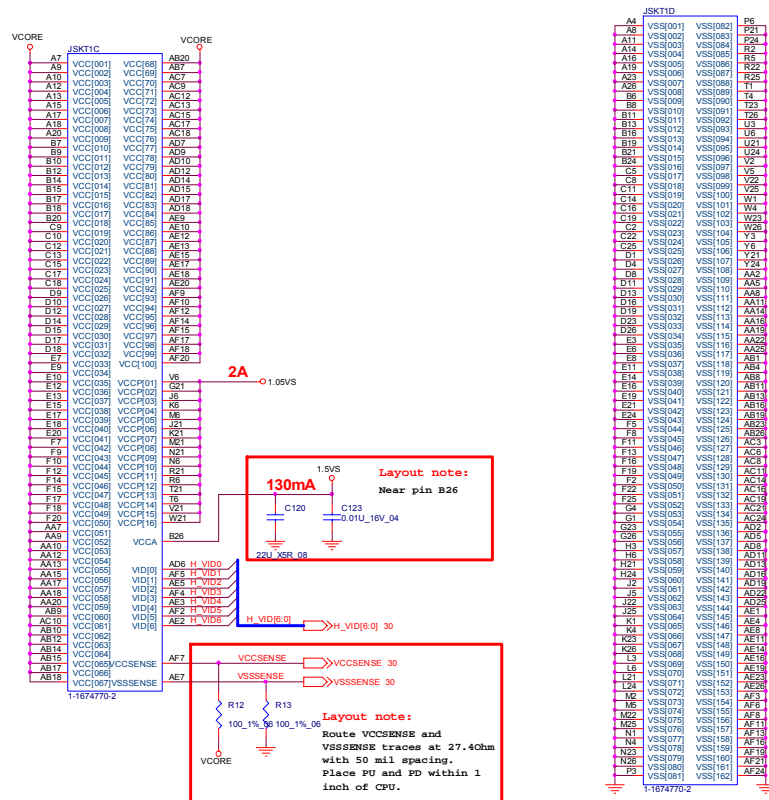 VCORE VCORE
JSKT1C
A7 VCC[001] VCC[68] AB20
A9 VCC[002] VCC[69] AB7
A10 VCC[003] VCC[70] AC7
A12 VCC[004] VCC[71] AC9
A13 VCC[005] VCC[72] AC12
A15 VCC[006] VCC[73] AC13
A17 VCC[007] VCC[74] AC15
A18 VCC[008] VCC[75] AC17
A20 VCC[009] VCC[76] AC18
B7 VCC[010] VCC[77] AD7
B9 VCC[011] VCC[78] AD9
B10 VCC[012] VCC[79] AD10
B12 VCC[013] VCC[80] AD12
B14 VCC[014] VCC[81] AD14
B15 VCC[015] VCC[82] AD15
B17 VCC[016] VCC[83] AD17
B18 VCC[017] VCC[84] AD18
B20 VCC[018] VCC[85] AE9
C9 VCC[019] VCC[86] AE10
C10 VCC[020] VCC[87] AE12
C12 VCC[021] VCC[88] AE13
C13 VCC[022] VCC[89] AE15
C15 VCC[023] VCC[90] AE17
C17 VCC[024] VCC[91] AE18
C18 VCC[025] VCC[92] AE20
D9 VCC[026] VCC[93] AF9
D10 VCC[027] VCC[94] AF10
D12 VCC[028] VCC[95] AF12
D14 VCC[029] VCC[96] AF14
D15 VCC[030] VCC[97] AF15
D17 VCC[031] VCC[98] AF17
D18 VCC[032] VCC[99] AF18
E7 VCC[033] VCC[100] AF20
E9 VCC[034]
E10 VCC[035] VCCP[01] V6
E12 VCC[036] VCCP[02] G21
E13 VCC[037] VCCP[03] J6
E15 VCC[038] VCCP[04] K6
E17 VCC[039] VCCP[05] M6
E18 VCC[040] VCCP[06] J21
E20 VCC[041] VCCP[07] K21
F7 VCC[042] VCCP[08] M21
F9 VCC[043] VCCP[09] N21
F10 VCC[044] VCCP[10] N6
F12 VCC[045] VCCP[11] R21
F14 VCC[046] VCCP[12] R6
F15 VCC[047] VCCP[13] T21
F17 VCC[048] VCCP[14] T6
F18 VCC[049] VCCP[15] V21
F20 VCC[050] VCCP[16] W21
AA7 VCC[051]
AA9 VCC[052] VCCA B26
AA10 VCC[053]
AA12 VCC[054]
AA13 VCC[055] VID[0] AD6 H_VID0
AA15 VCC[056] VID[1] AF5 H_VID1
AA17 VCC[057] VID[2] AE5 H_VID2
AA18 VCC[058] VID[3] AF4 H_VID3
AA20 VCC[059] VID[4] AE3 H_VID4
AB9 VCC[060] VID[5] AF2 H_VID5
AC10 VCC[061] VID[6] AE2 H_VID6
AB10 VCC[062]
AB12 VCC[063]
AB14 VCC[064]
AB15 VCC[065] VCCSENSE AF7
AB17 VCC[066]
AB18 VCC[067] VSSSENSE AE7
1-1674770-2
2A
1.05VS
1.5VS
130mA
Layout note:
Near pin B26
C120 C123
0.01U_16V_04
22U_X5R_08
H_VID[6:0] H_VID[6:0] 30
VCCSENSE VCCSENSE 30
VSSSENSE VSSSENSE 30
R12 R13
100_1%_06 100_1%_06
VCORE
Layout note:
Route VCCSENSE and
VSSSENSE traces at 27.4Ohm
with 50 mil spacing.
Place PU and PD within 1
inch of CPU.
JSKT1D
A4 VSS[001] VSS[082] P6
A8 VSS[002] VSS[083] P21
A11 VSS[003] VSS[084] P24
A14 VSS[004] VSS[085] R2
A16 VSS[005] VSS[086] R5
A19 VSS[006] VSS[087] R22
A23 VSS[007] VSS[088] R25
A26 VSS[008] VSS[089] T1
B6 VSS[009] VSS[090] T4
B8 VSS[010] VSS[091] T23
B11 VSS[011] VSS[092] T26
B13 VSS[012] VSS[093] U3
B16 VSS[013] VSS[094] U6
B19 VSS[014] VSS[095] U21
B21 VSS[015] VSS[096] U24
B24 VSS[016] VSS[097] V2
C5 VSS[017] VSS[098] V5
C8 VSS[018] VSS[099] V22
C11 VSS[019] VSS[100] V25
C14 VSS[020] VSS[101] W1
C16 VSS[021] VSS[102] W4
C19 VSS[022] VSS[103] W23
C2 VSS[023] VSS[104] W26
C22 VSS[024] VSS[105] Y3
C25 VSS[025] VSS[106] Y6
D1 VSS[026] VSS[107] Y21
D4 VSS[027] VSS[108] Y24
D8 VSS[028] VSS[109] AA2
D11 VSS[029] VSS[110] AA5
D13 VSS[030] VSS[111] AA8
D16 VSS[031] VSS[112] AA11
D19 VSS[032] VSS[113] AA14
D23 VSS[033] VSS[114] AA16
D26 VSS[034] VSS[115] AA19
E3 VSS[035] VSS[116] AA22
E6 VSS[036] VSS[117] AA25
E8 VSS[037] VSS[118] AB1
E11 VSS[038] VSS[119] AB4
E14 VSS[039] VSS[120] AB8
E16 VSS[040] VSS[121] AB11
E19 VSS[041] VSS[122] AB13
E21 VSS[042] VSS[123] AB16
E24 VSS[043] VSS[124] AB19
F5 VSS[044] VSS[125] AB23
F8 VSS[045] VSS[126] AB26
F11 VSS[046] VSS[127] AC3
F13 VSS[047] VSS[128] AC6
F16 VSS[048] VSS[129] AC8
F19 VSS[049] VSS[130] AC11
F2 VSS[050] VSS[131] AC14
F22 VSS[051] VSS[132] AC16
F25 VSS[052] VSS[133] AC19
G4 VSS[053] VSS[134] AC21
G1 VSS[054] VSS[135] AC24
G23 VSS[055] VSS[136] AD2
G26 VSS[056] VSS[137] AD5
H3 VSS[057] VSS[138] AD8
H6 VSS[058] VSS[139] AD11
H21 VSS[059] VSS[140] AD13
H24 VSS[060] VSS[141] AD16
J2 VSS[061] VSS[142] AD19
J5 VSS[062] VSS[143] AD22
J22 VSS[063] VSS[144] AD25
J25 VSS[064] VSS[145] AE1
K1 VSS[065] VSS[146] AE4
K4 VSS[066] VSS[147] AE8
K23 VSS[067] VSS[148] AE11
K26 VSS[068] VSS[149] AE14
L3 VSS[069] VSS[150] AE16
L6 VSS[070] VSS[151] AE19
L21 VSS[071] VSS[152] AE23
L24 VSS[072] VSS[153] AE26
M2 VSS[073] VSS[154] AF3
M5 VSS[074] VSS[155] AF6
M22 VSS[075] VSS[156] AF8
M25 VSS[076] VSS[157] AF11
N1 VSS[077] VSS[158] AF13
N4 VSS[078] VSS[159] AF16
N23 VSS[079] VSS[160] AF19
N26 VSS[080] VSS[161] AF21
P3 VSS[081] VSS[162] AF24
1-1674770-2